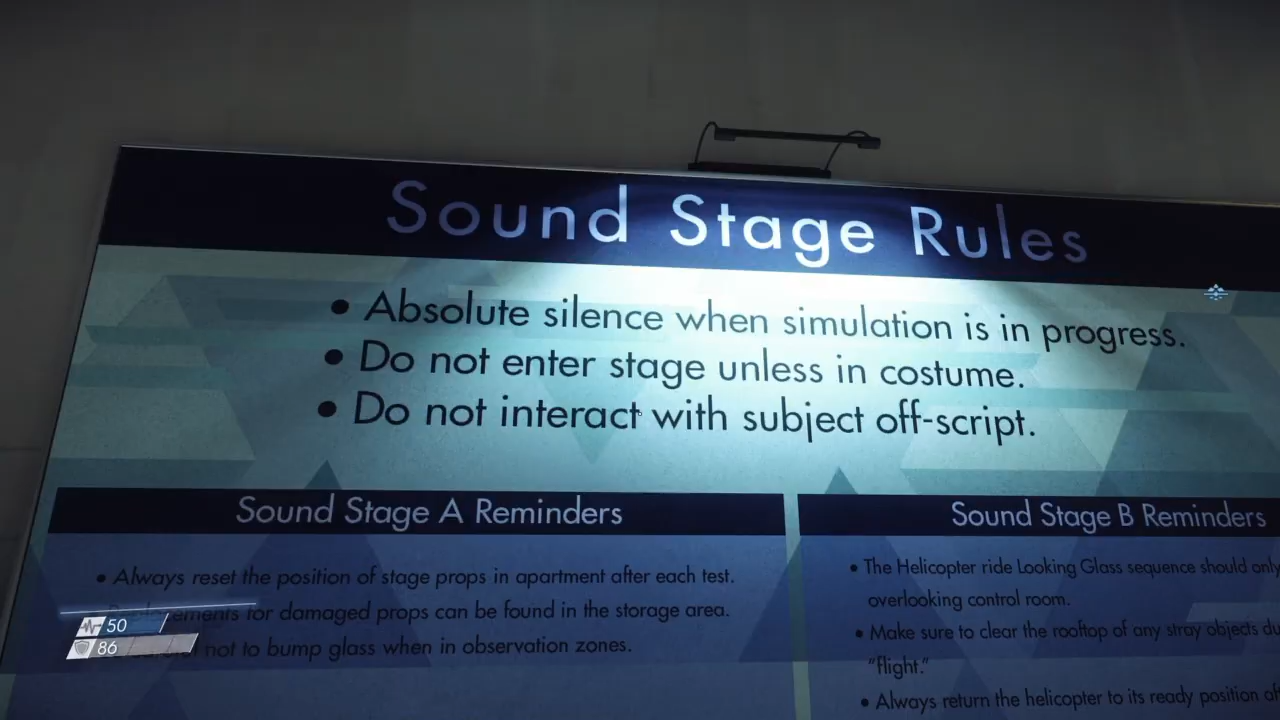 Sound Stage Rules
• Absolute silence when simulation is in progress.
• Do not enter stage unless in costume.
• Do not interact with subject off-script.
Sound Stage A Reminders
• Always reset the position of stage props in apartment after each test.
for damaged props can be found in the storage area.
not to bump glass when in observation zones.
Sound Stage B Reminders
• The Helicopter ride Looking Glass sequence should only
overlooking control room.
• Make sure to clear the rooftop of any stray objects
"flight."
• Always return the helicopter to its ready position
50
86